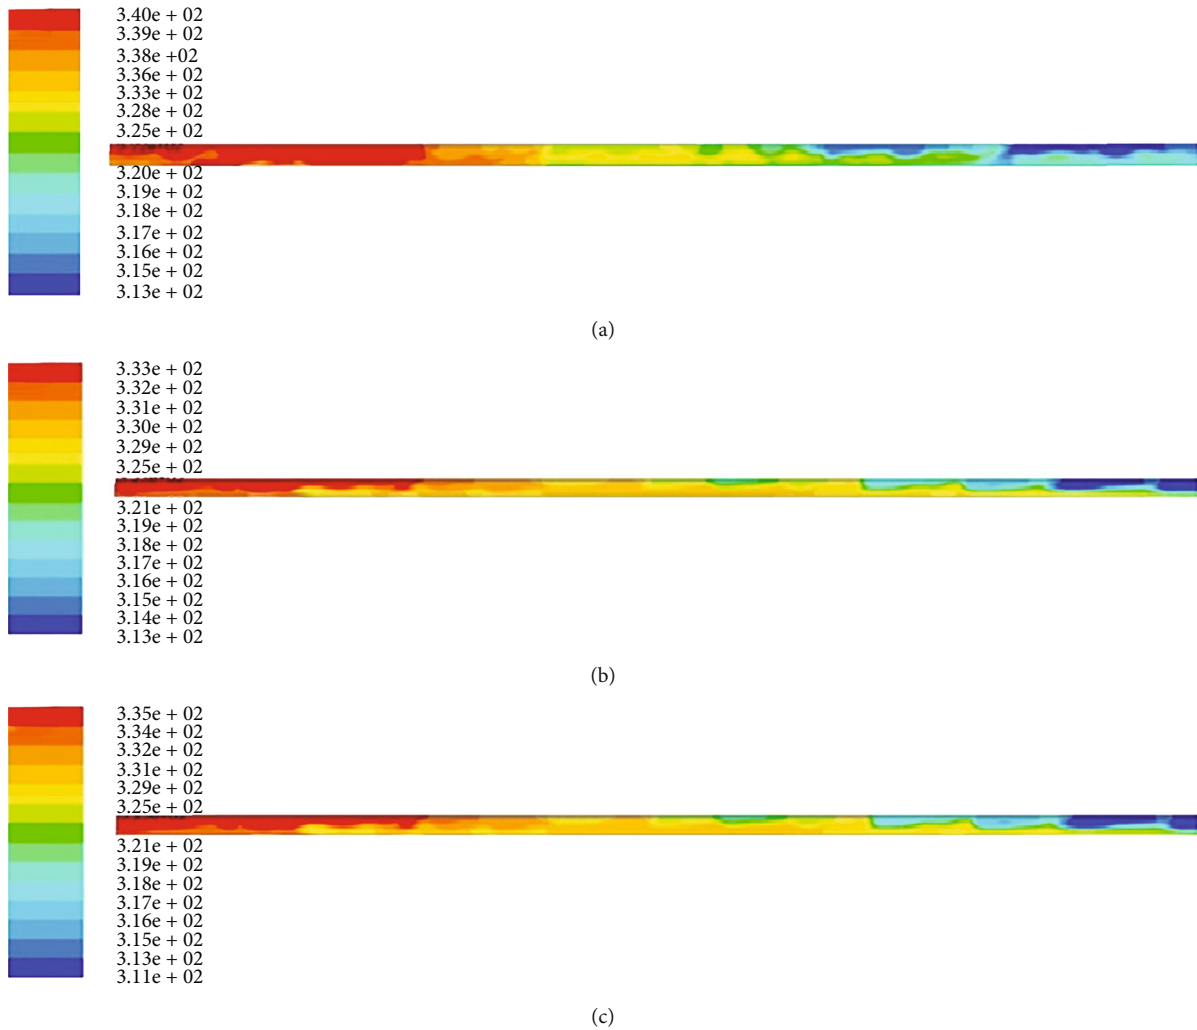 3.40e + 02
3.39e + 02
3.38e +02
3.36e + 02
3.33e + 02
3.28e + 02
3.25e + 02
3.20e + 02
3.19e + 02
3.18e + 02
3.17e + 02
3.16e + 02
3.15e + 02
3.13e + 02
(a)
3.33e + 02
3.32e + 02
3.31e + 02
3.30e + 02
3.29e + 02
3.25e + 02
3.21e + 02
3.19e + 02
3.18e + 02
3.17e + 02
3.16e + 02
3.15e + 02
3.14e + 02
3.13e + 02
(b)
3.35e + 02
3.34e + 02
3.32e + 02
3.31e + 02
3.29e + 02
3.25e + 02
3.21e + 02
3.19e + 02
3.18e + 02
3.17e + 02
3.16e + 02
3.15e + 02
3.13e + 02
3.11e + 02
(c)